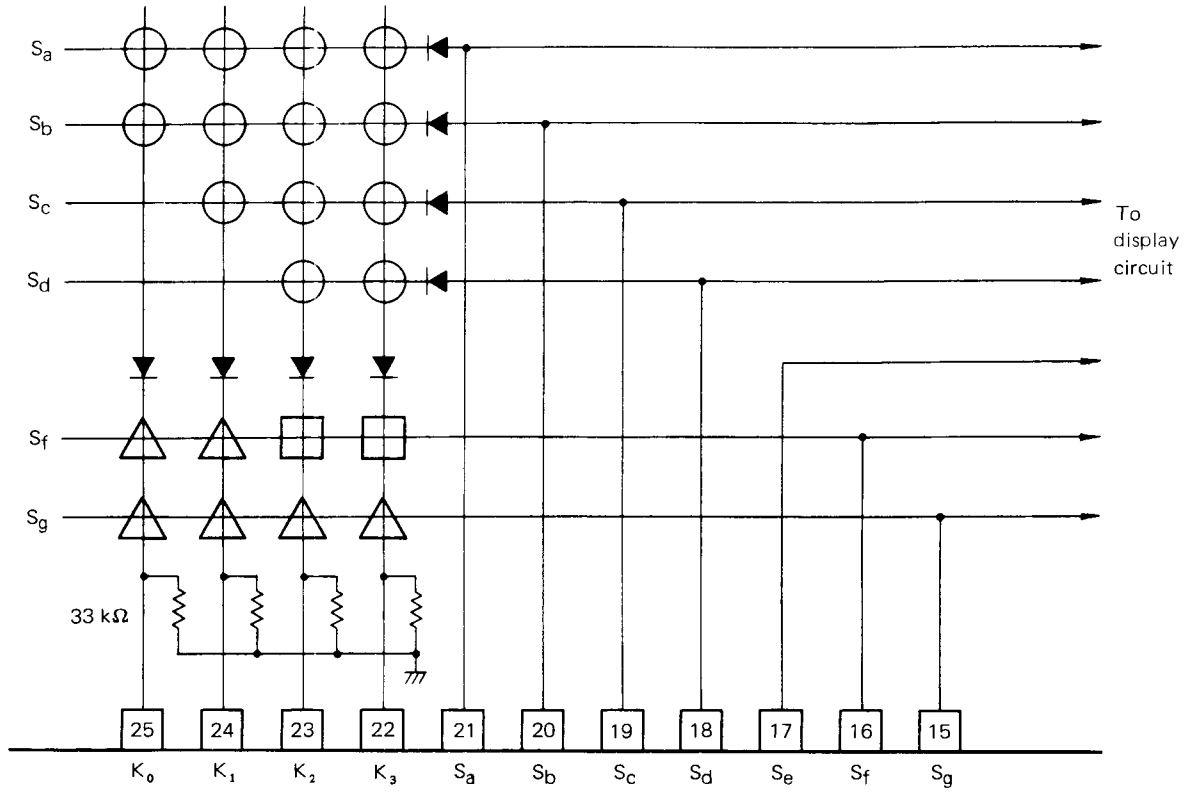 Sa
Sb
Sc
Sd
To
display
circuit
Sf
Sg
33 kΩ
25 24 23 22 21 20 19 18 17 16 15
K₀ K₁ K₂ K₃ Sa Sb Sc Sd Se Sf Sg